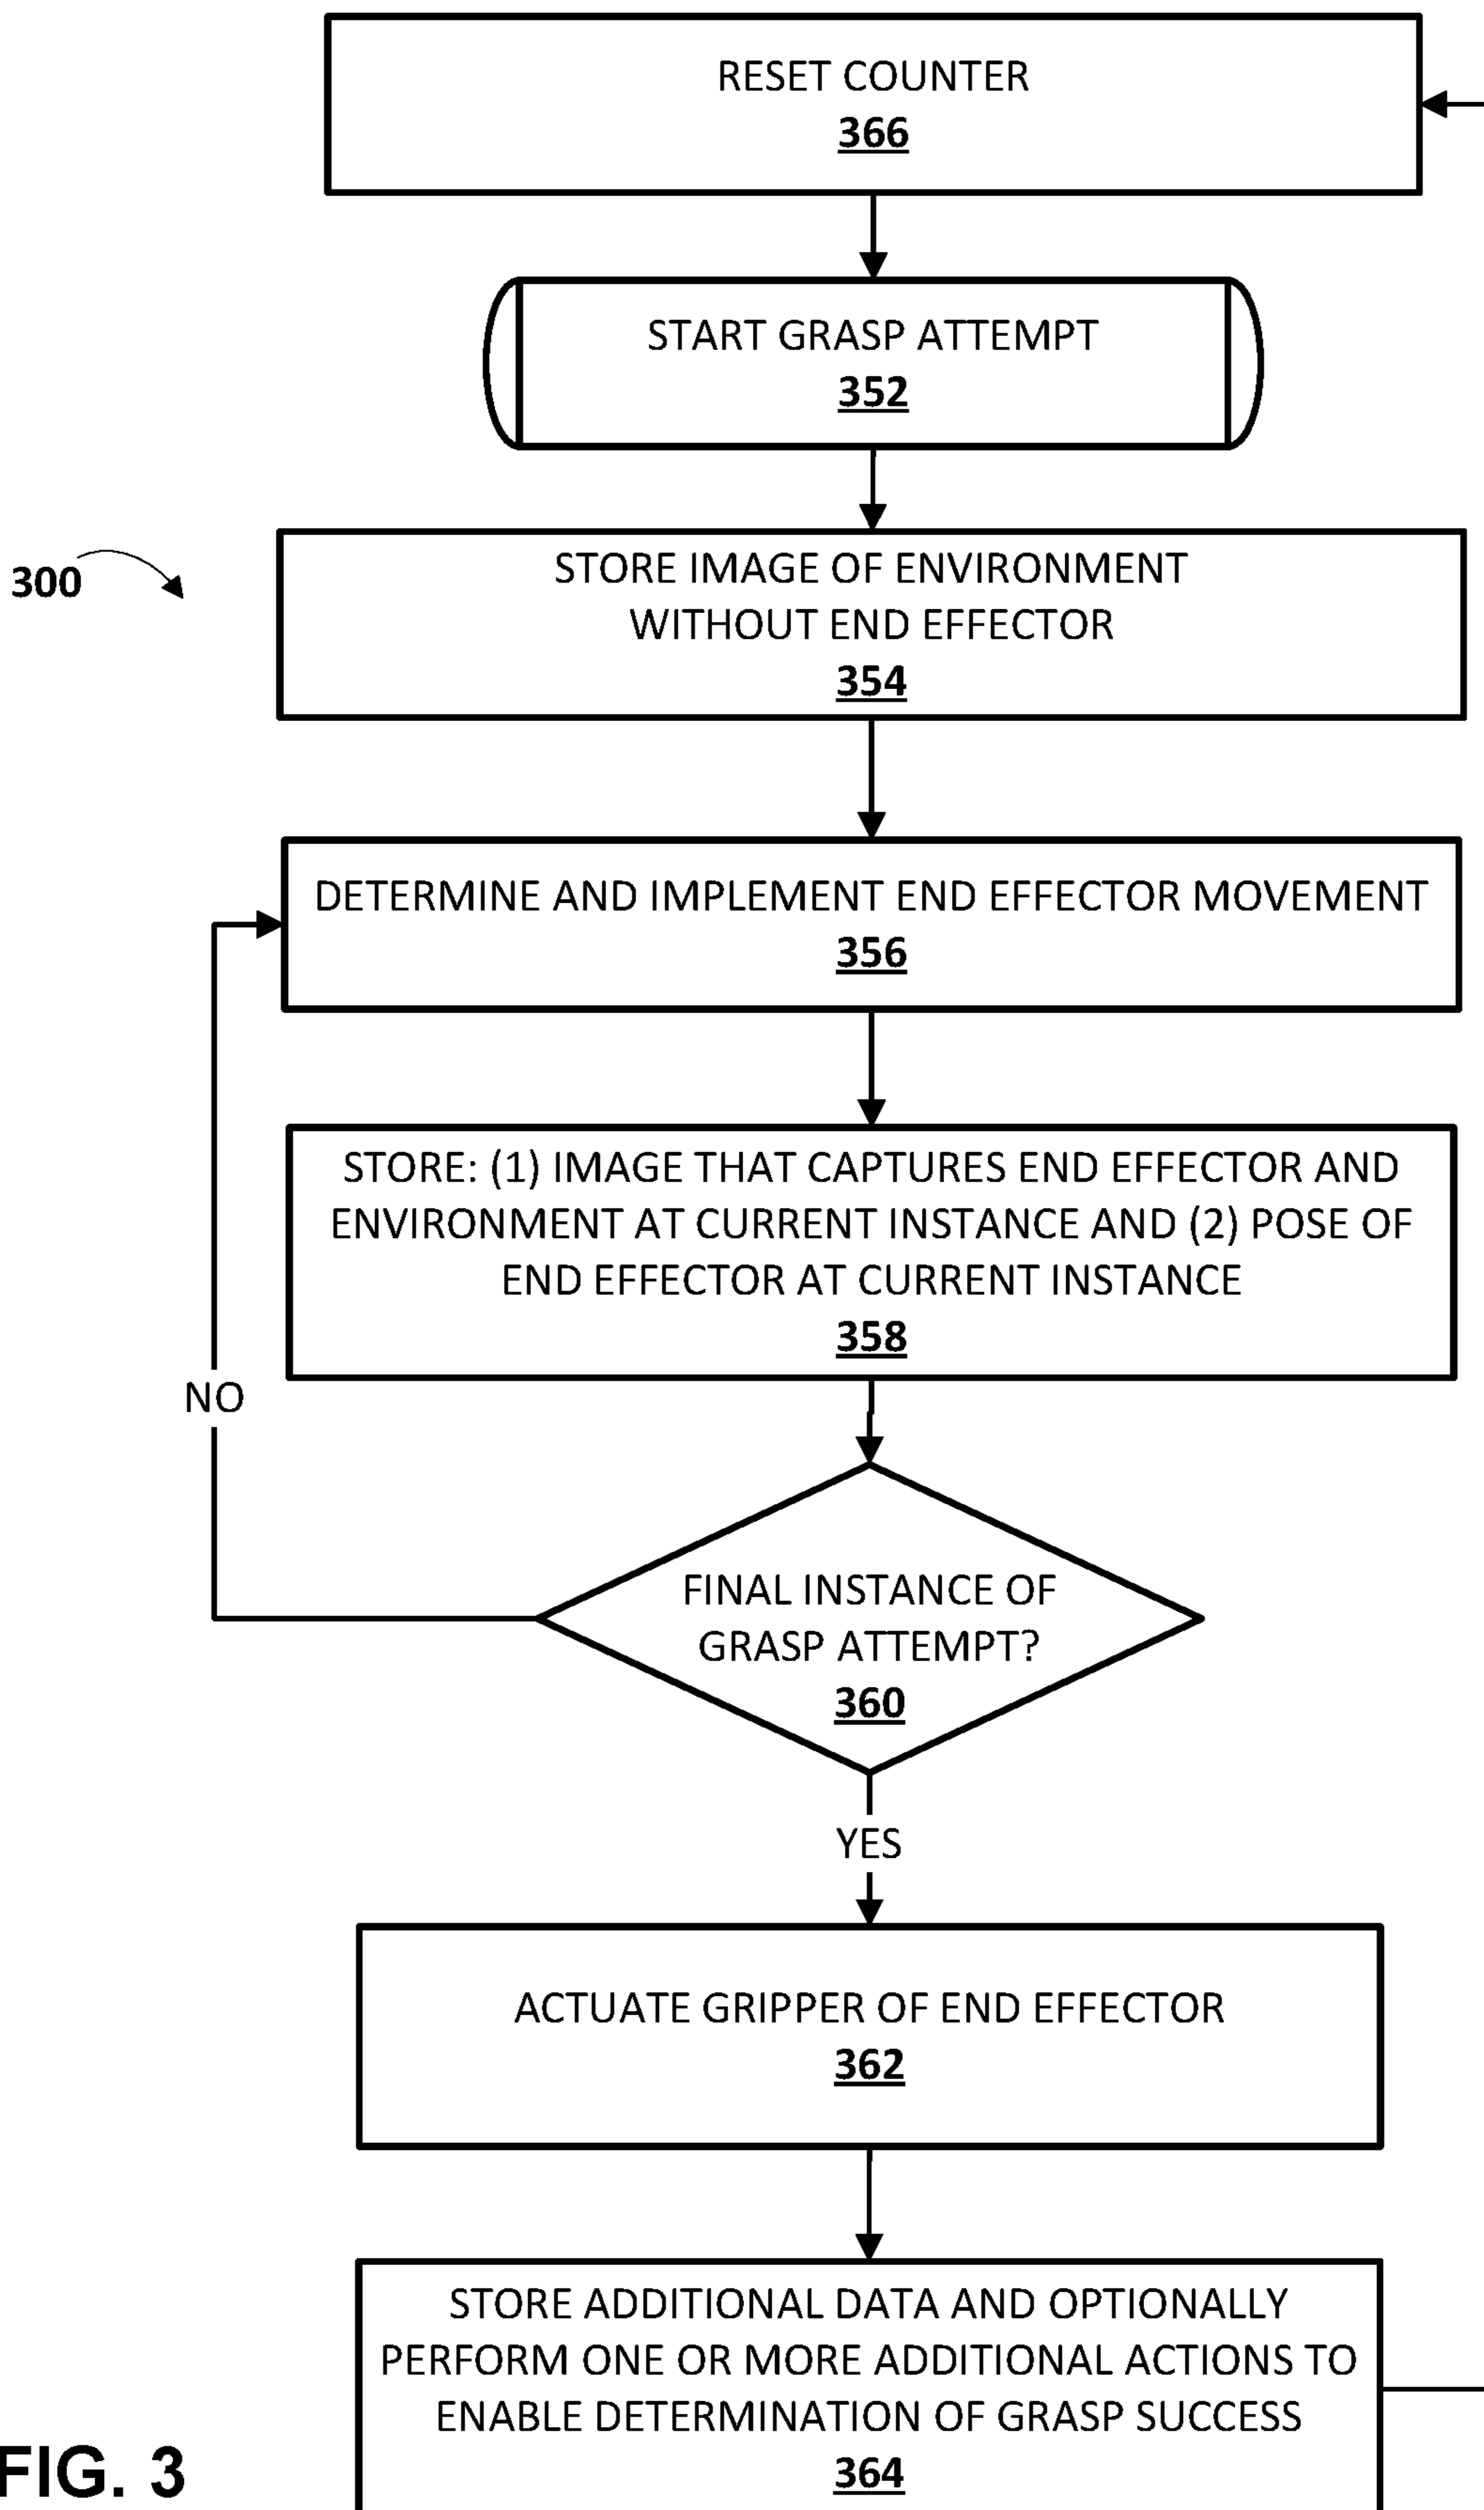 RESET COUNTER
366
START GRASP ATTEMPT
352
300
STORE IMAGE OF ENVIRONMENT
WITHOUT END EFFECTOR
354
DETERMINE AND IMPLEMENT END EFFECTOR MOVEMENT
356
STORE: (1) IMAGE THAT CAPTURES END EFFECTOR AND
ENVIRONMENT AT CURRENT INSTANCE AND (2) POSE OF
END EFFECTOR AT CURRENT INSTANCE
358
NO
FINAL INSTANCE OF
GRASP ATTEMPT?
360
YES
ACTUATE GRIPPER OF END EFFECTOR
362
STORE ADDITIONAL DATA AND OPTIONALLY
PERFORM ONE OR MORE ADDITIONAL ACTIONS TO
ENABLE DETERMINATION OF GRASP SUCCESS
364
FIG. 3